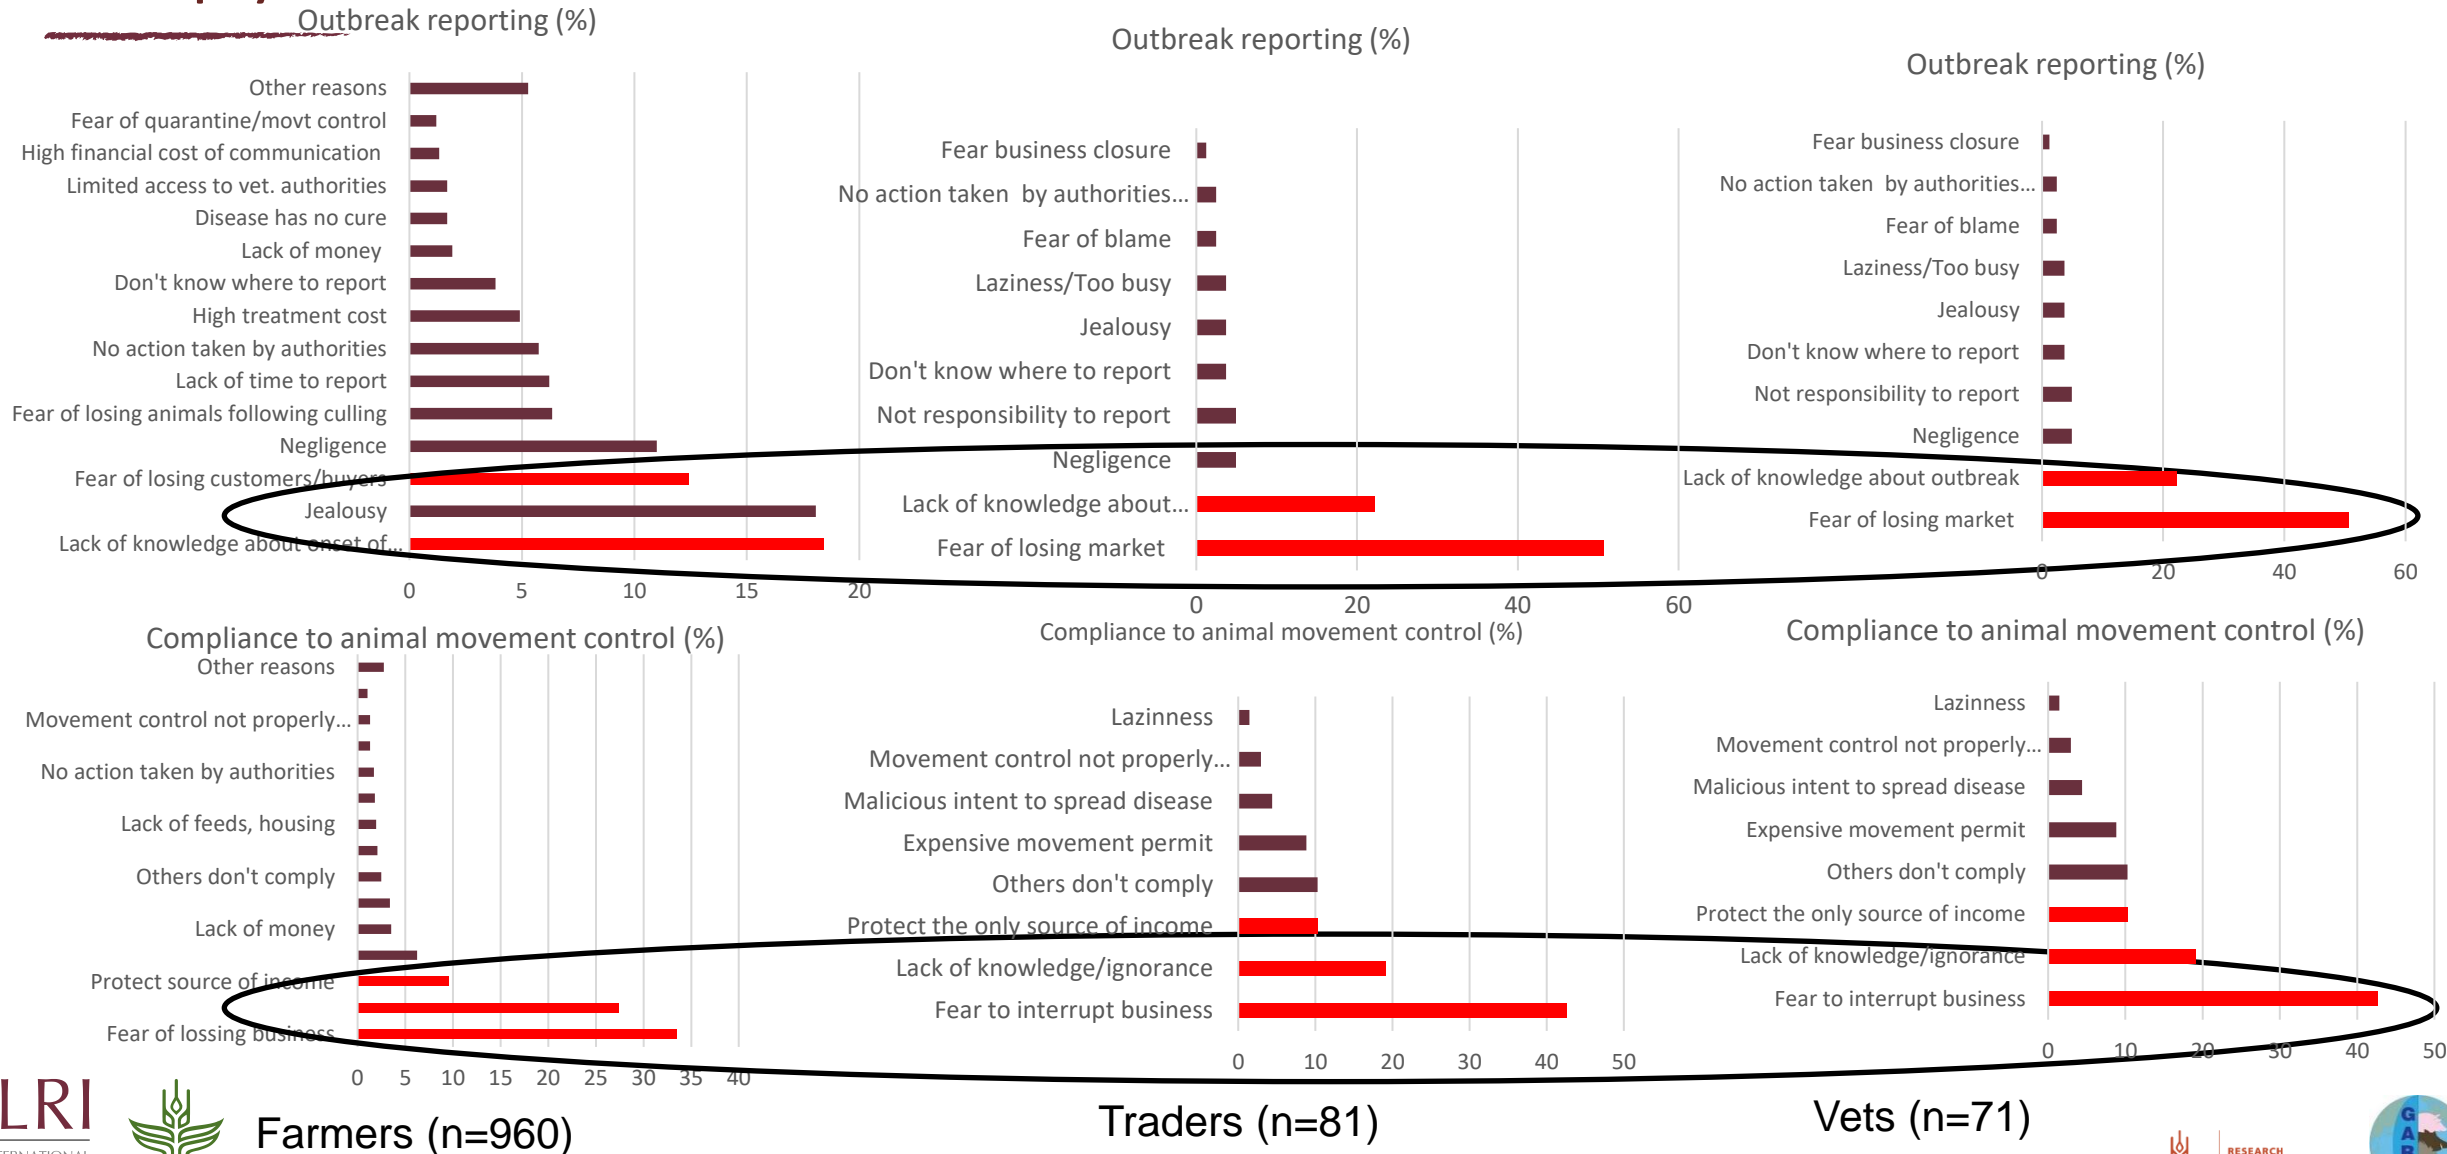 Outbreak reporting (%)
Other reasons
Fear of quarantine/movt control
High financial cost of communication
Limited access to vet. authorities
Disease has no cure
Lack of money
Don't know where to report
High treatment cost
No action taken by authorities
Lack of time to report
Fear of losing animals following culling
Negligence
Fear of losing customers/buyers
Jealousy
Lack of knowledge about onset of...
0 5 10 15 20
Outbreak reporting (%)
Fear business closure
No action taken by authorities...
Fear of blame
Laziness/Too busy
Jealousy
Don't know where to report
Not responsibility to report
Negligence
Lack of knowledge about...
Fear of losing market
0 20 40 60
Outbreak reporting (%)
Fear business closure
No action taken by authorities...
Fear of blame
Laziness/Too busy
Jealousy
Don't know where to report
Not responsibility to report
Negligence
Lack of knowledge about outbreak
Fear of losing market
0 20 40 60
Compliance to animal movement control (%)
Other reasons
Movement control not properly...
No action taken by authorities
Lack of feeds, housing
Others don't comply
Lack of money
Protect source of income
Fear of lossing business
0 5 10 15 20 25 30 35 40
Compliance to animal movement control (%)
Lazinness
Movement control not properly...
Malicious intent to spread disease
Expensive movement permit
Others don't comply
Protect the only source of income
Lack of knowledge/ignorance
Fear to interrupt business
0 10 20 30 40 50
Compliance to animal movement control (%)
Lazinness
Movement control not properly...
Malicious intent to spread disease
Expensive movement permit
Others don't comply
Protect the only source of income
Lack of knowledge/ignorance
Fear to interrupt business
0 10 20 30 40 50
Farmers (n=960)
Traders (n=81)
Vets (n=71)
LRI
RESEARCH